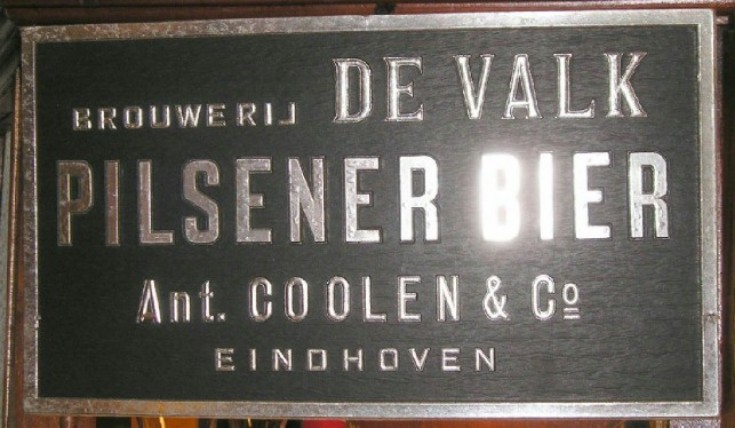 BROUWERIJ DE VALK
PILSENER BIER
Ant. COOLEN & Co
EINDHOVEN